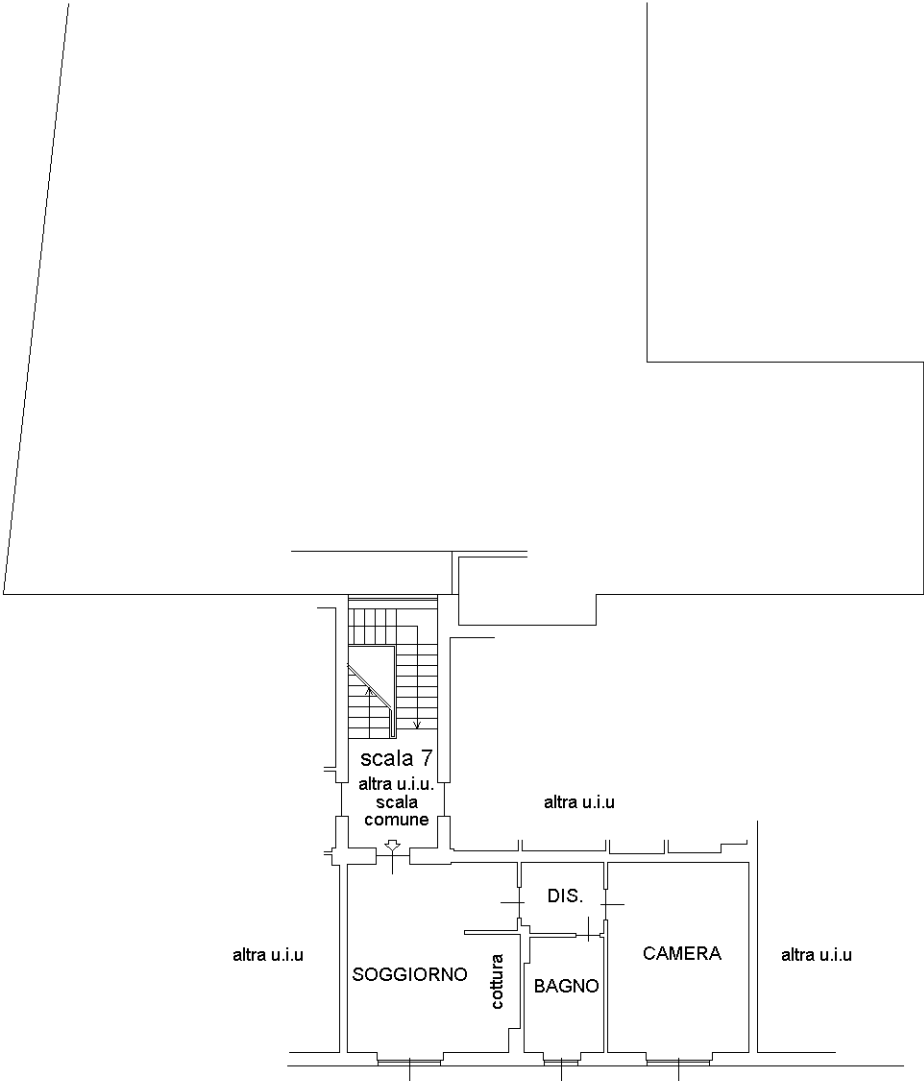 scala 7
altra u.i.u.
scala
comune
altra u.i.u
DIS.
altra u.i.u
SOGGIORNO
cottura
BAGNO
CAMERA
altra u.i.u